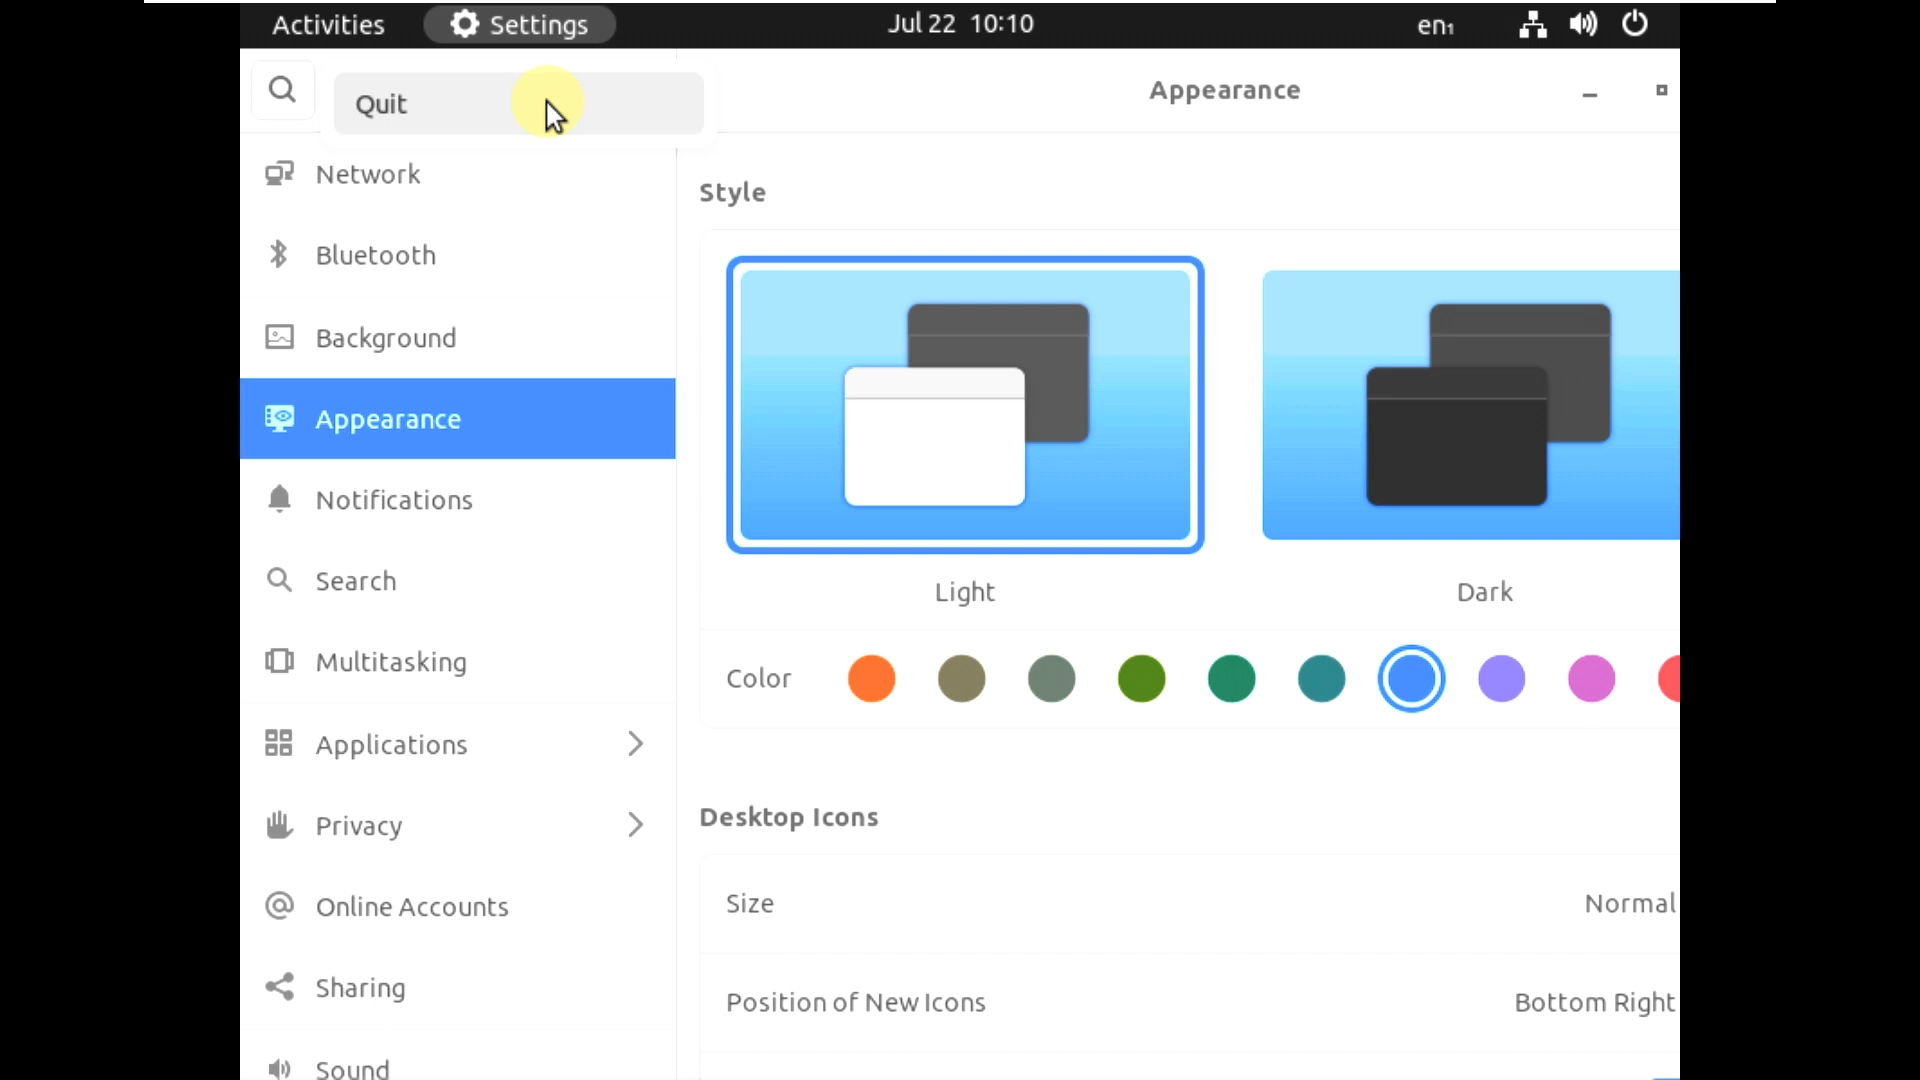 Activities Settings Jul 22 10:10 en1
Quit Appearance
Network
Bluetooth
Background
Appearance
Notifications
Search
Multitasking
Applications
Privacy
Online Accounts
Sharing
Sound
Style
Light Dark
Color
Desktop Icons
Size Normal
Position of New Icons Bottom Right